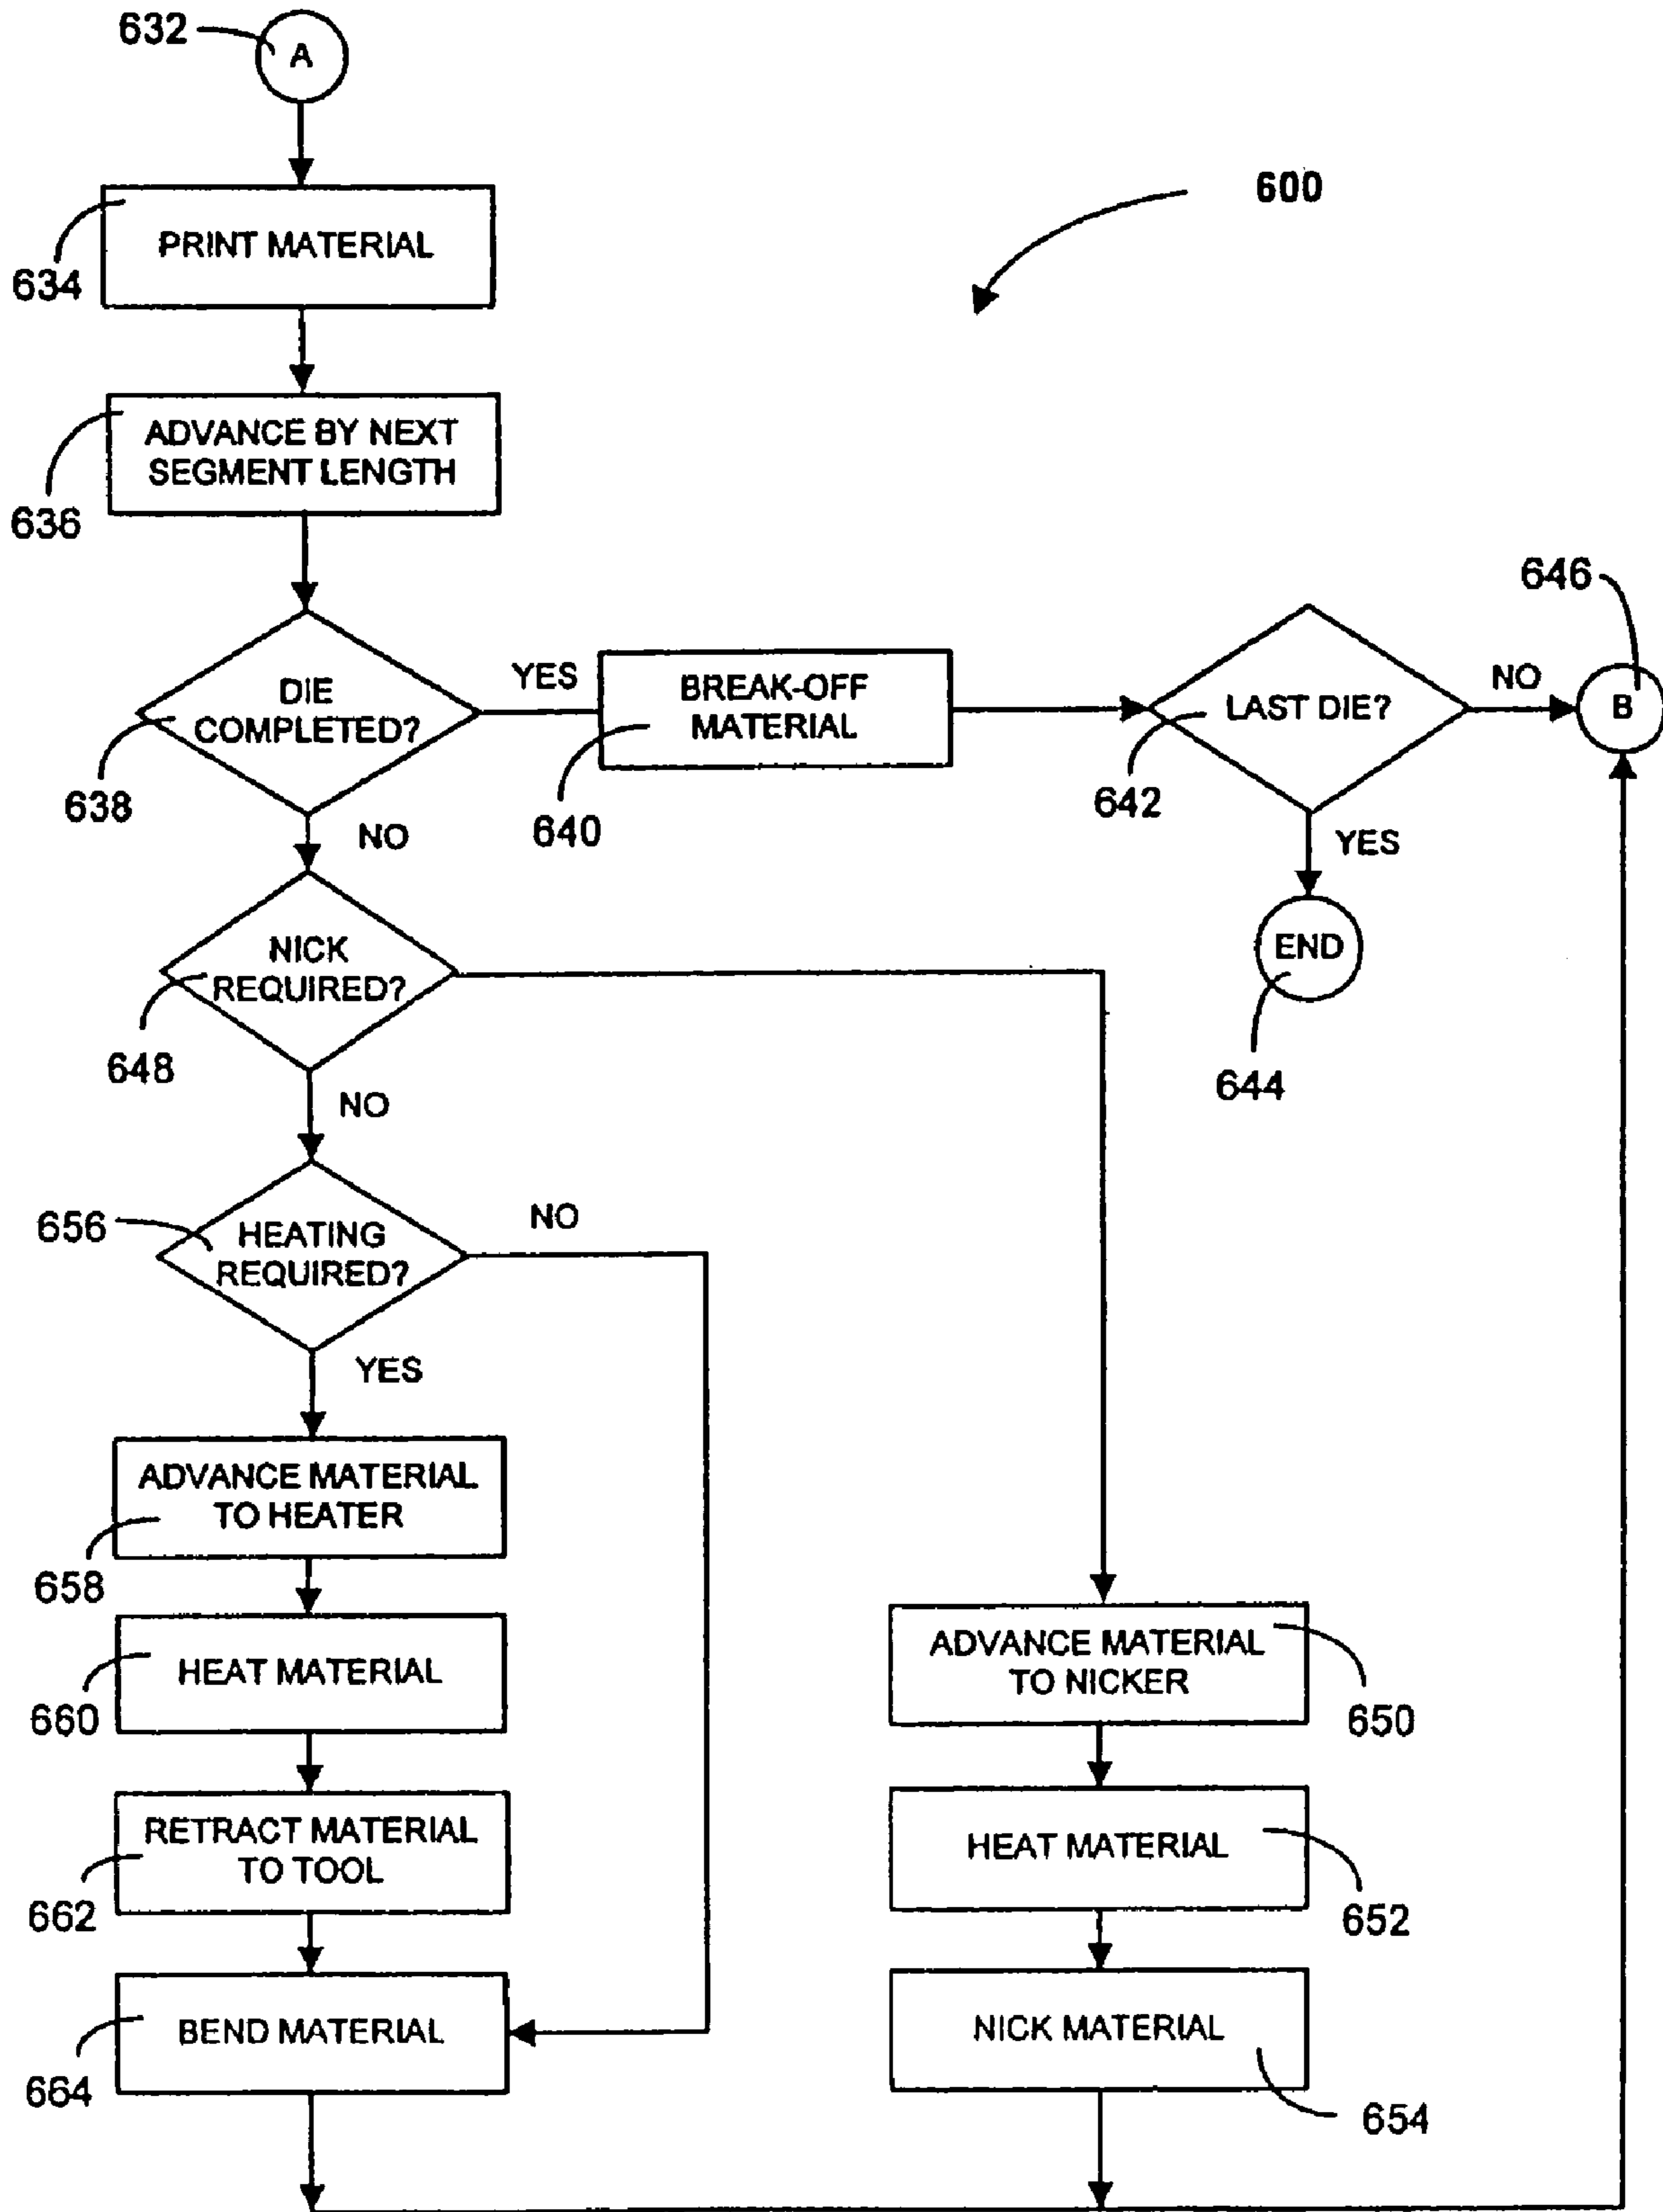 632
A
600
634
PRINT MATERIAL
636
ADVANCE BY NEXT
SEGMENT LENGTH
638
DIE
COMPLETED?
YES
640
BREAK-OFF
MATERIAL
642
LAST DIE?
NO
646
B
NO
YES
END
644
648
NICK
REQUIRED?
NO
656
HEATING
REQUIRED?
NO
YES
658
ADVANCE MATERIAL
TO HEATER
650
ADVANCE MATERIAL
TO NICKER
660
HEAT MATERIAL
652
HEAT MATERIAL
662
RETRACT MATERIAL
TO TOOL
654
NICK MATERIAL
664
BEND MATERIAL